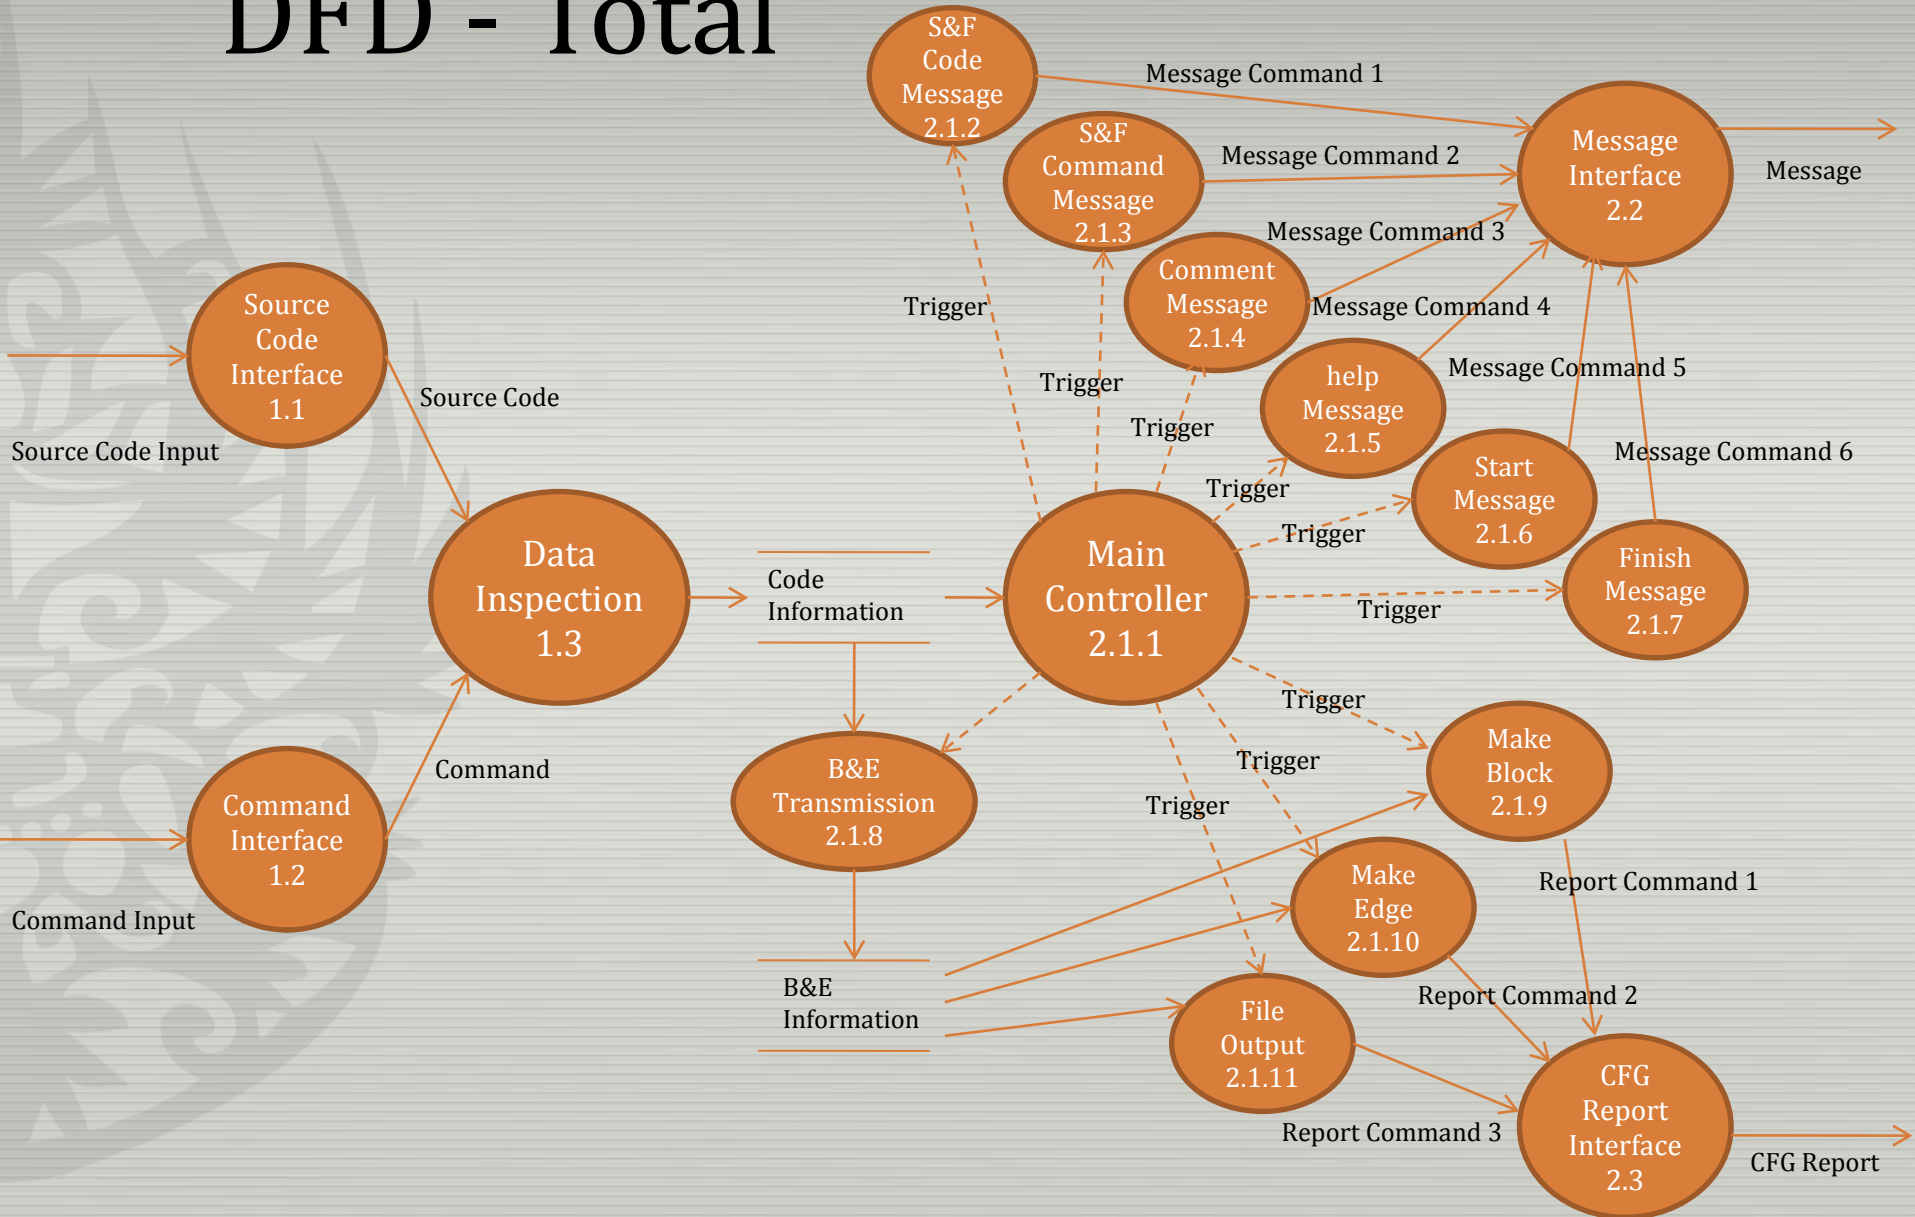 DFD - Total
S&F
Code
Message
2.1.2
Message Command 1
S&F
Command
Message
2.1.3
Message Command 2
Message
Interface
2.2
Message
Message Command 3
Comment
Message
2.1.4
Message Command 4
Source
Code
Interface
1.1
Source Code Input
Source Code
Trigger
Trigger
Trigger
Trigger
Trigger
Trigger
help
Message
2.1.5
Message Command 5
Start
Message
2.1.6
Message Command 6
Finish
Message
2.1.7
Data
Inspection
1.3
Code
Information
Main
Controller
2.1.1
Command
Interface
1.2
Command Input
Command
B&E
Transmission
2.1.8
Trigger
Trigger
Trigger
Make
Block
2.1.9
Report Command 1
Make
Edge
2.1.10
Report Command 2
B&E
Information
File
Output
2.1.11
Report Command 3
CFG
Report
Interface
2.3
CFG Report